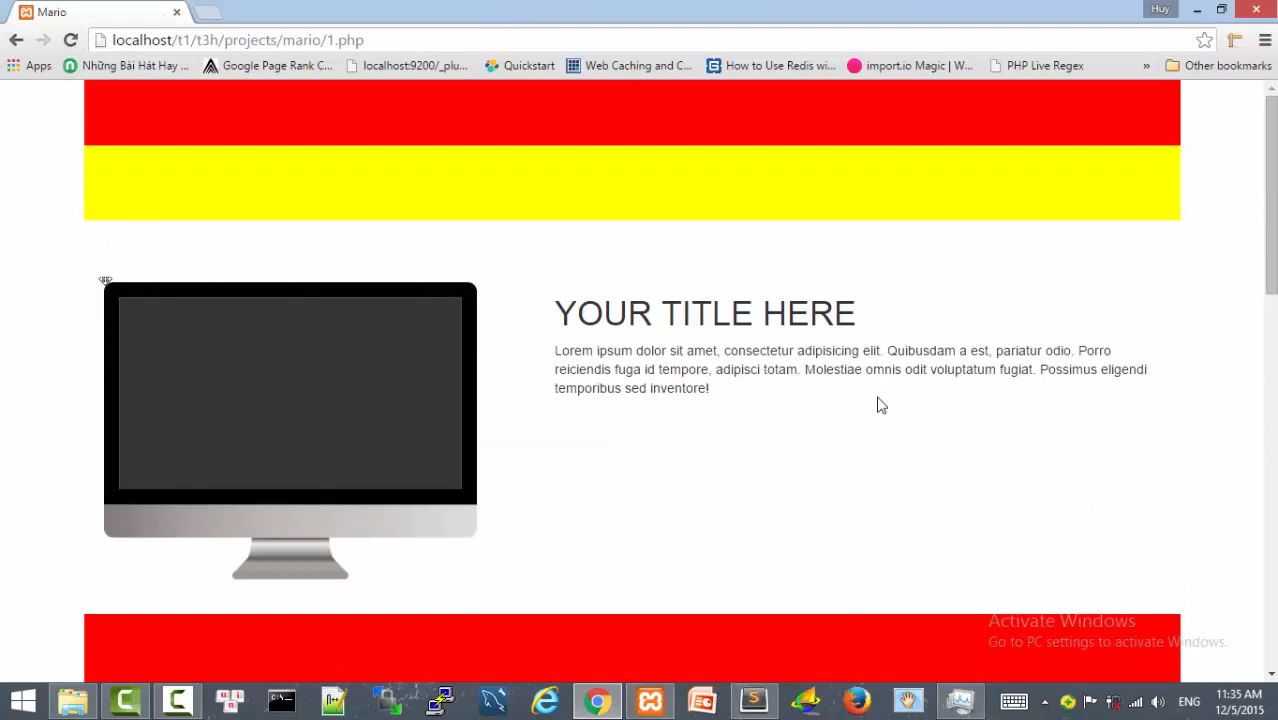 Mario
Huy
localhost/t1/t3h/projects/mario/1.php
Apps
Những Bài Hát Hay ...
Google Page Rank C...
localhost:9200/_plu...
Quickstart
Web Caching and C...
How to Use Redis wi...
import.io Magic | W...
PHP Live Regex
»
Other bookmarks
YOUR TITLE HERE
Lorem ipsum dolor sit amet, consectetur adipisicing elit. Quibusdam a est, pariatur odio. Porro
reiciendis fuga id tempore, adipisci totam. Molestiae omnis odit voluptatum fugiat. Possimus eligendi
temporibus sed inventore!
Activate Windows
Go to PC settings to activate Windows.
ENG
11:35 AM
12/5/2015